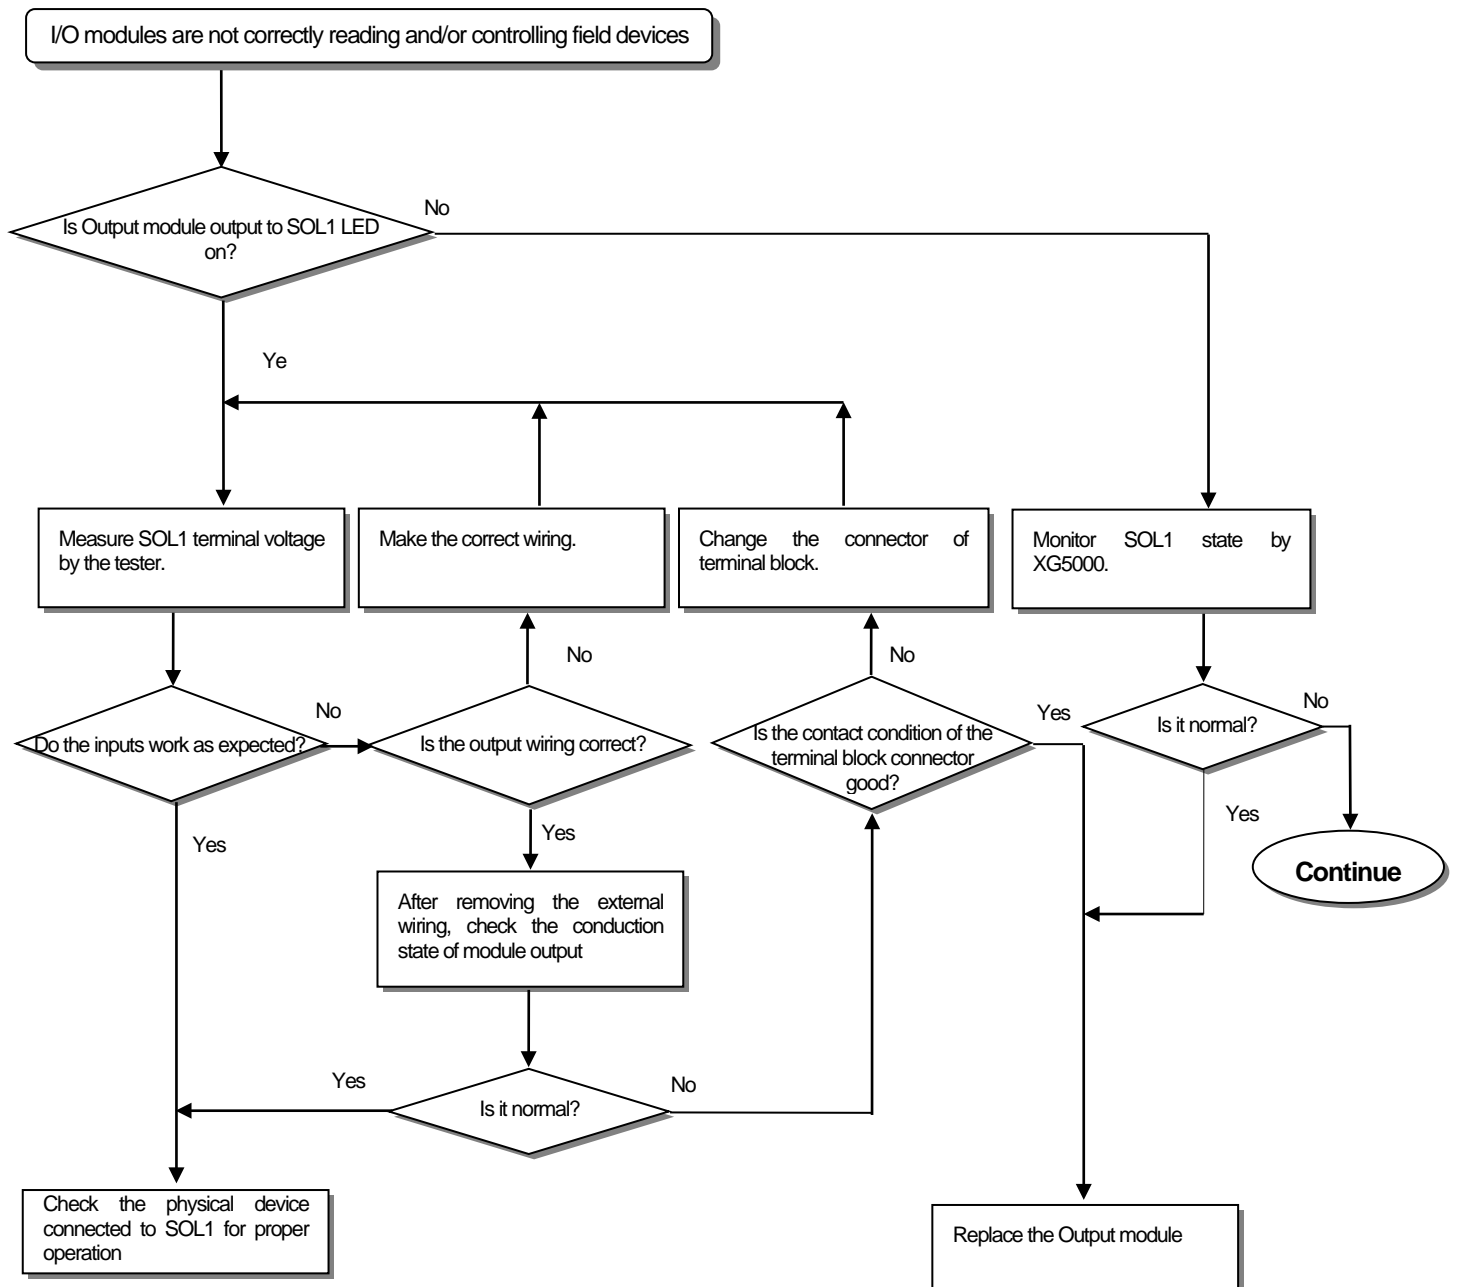 I/O modules are not correctly reading and/or controlling field devices
No
Is Output module output to SOL1 LED
on?
Ye
Measure SOL1 terminal voltage
by the tester.
Make the correct wiring.
Change the connector of
terminal block.
Monitor SOL1 state by
XG5000.
No
No
No
Do the inputs work as expected?
Is the output wiring correct?
Is the contact condition of the
terminal block connector
good?
Yes
Is it normal?
No
Yes
Yes
Yes
Continue
After removing the external
wiring, check the conduction
state of module output
Yes
Is it normal?
No
Check the physical device
connected to SOL1 for proper
operation
Replace the Output module